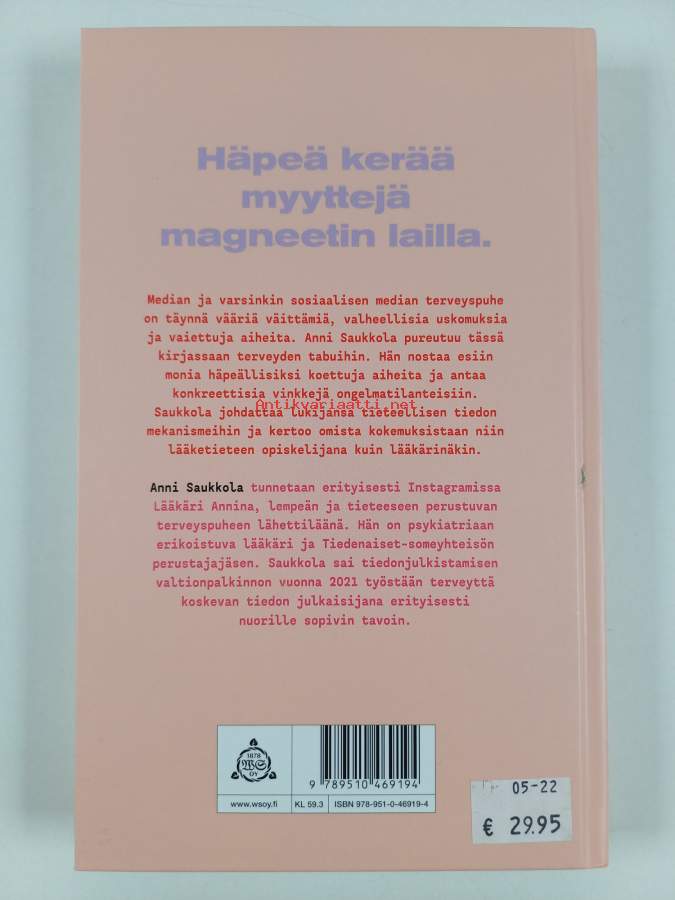 Häpeä kerää
myyttejä
magneetin lailla.
Median ja varsinkin sosiaalisen median terveyspuhe
on täynnä vääriä väittämiä, valheellisia uskomuksia
ja vaiettuja aiheita. Anni Saukkola pureutuu tässä
kirjassaan terveyden tabuihin. Hän nostaa esiin
monia häpeällisiksi koettuja aiheita ja antaa
konkreettisia vinkkejä ongelmatilanteisiin.
Antikvariaatti.net
Saukkola johdattaa lukijansa tieteellisen tiedon
mekanismeihin ja kertoo omista kokemuksistaan niin
lääketieteen opiskelijana kuin lääkärinäkin.
Anni Saukkola tunnetaan erityisesti Instagramissa
Lääkäri Annina, lempeän ja tieteeseen perustuvan
terveyspuheen lähettiläänä. Hän on psykiatriaan
erikoistuva lääkäri ja Tiedenaiset-someyhteisön
perustajajäsen. Saukkola sai tiedonjulkistamisen
valtionpalkinnon vuonna 2021 työstään terveyttä
koskevan tiedon julkaisijana erityisesti
nuorille sopivin tavoin.
1878
WS
OY
9 789510 469194
www.wsoy.fi KL 59.3 ISBN 978-951-0-46919-4
05-22
€ 29.95